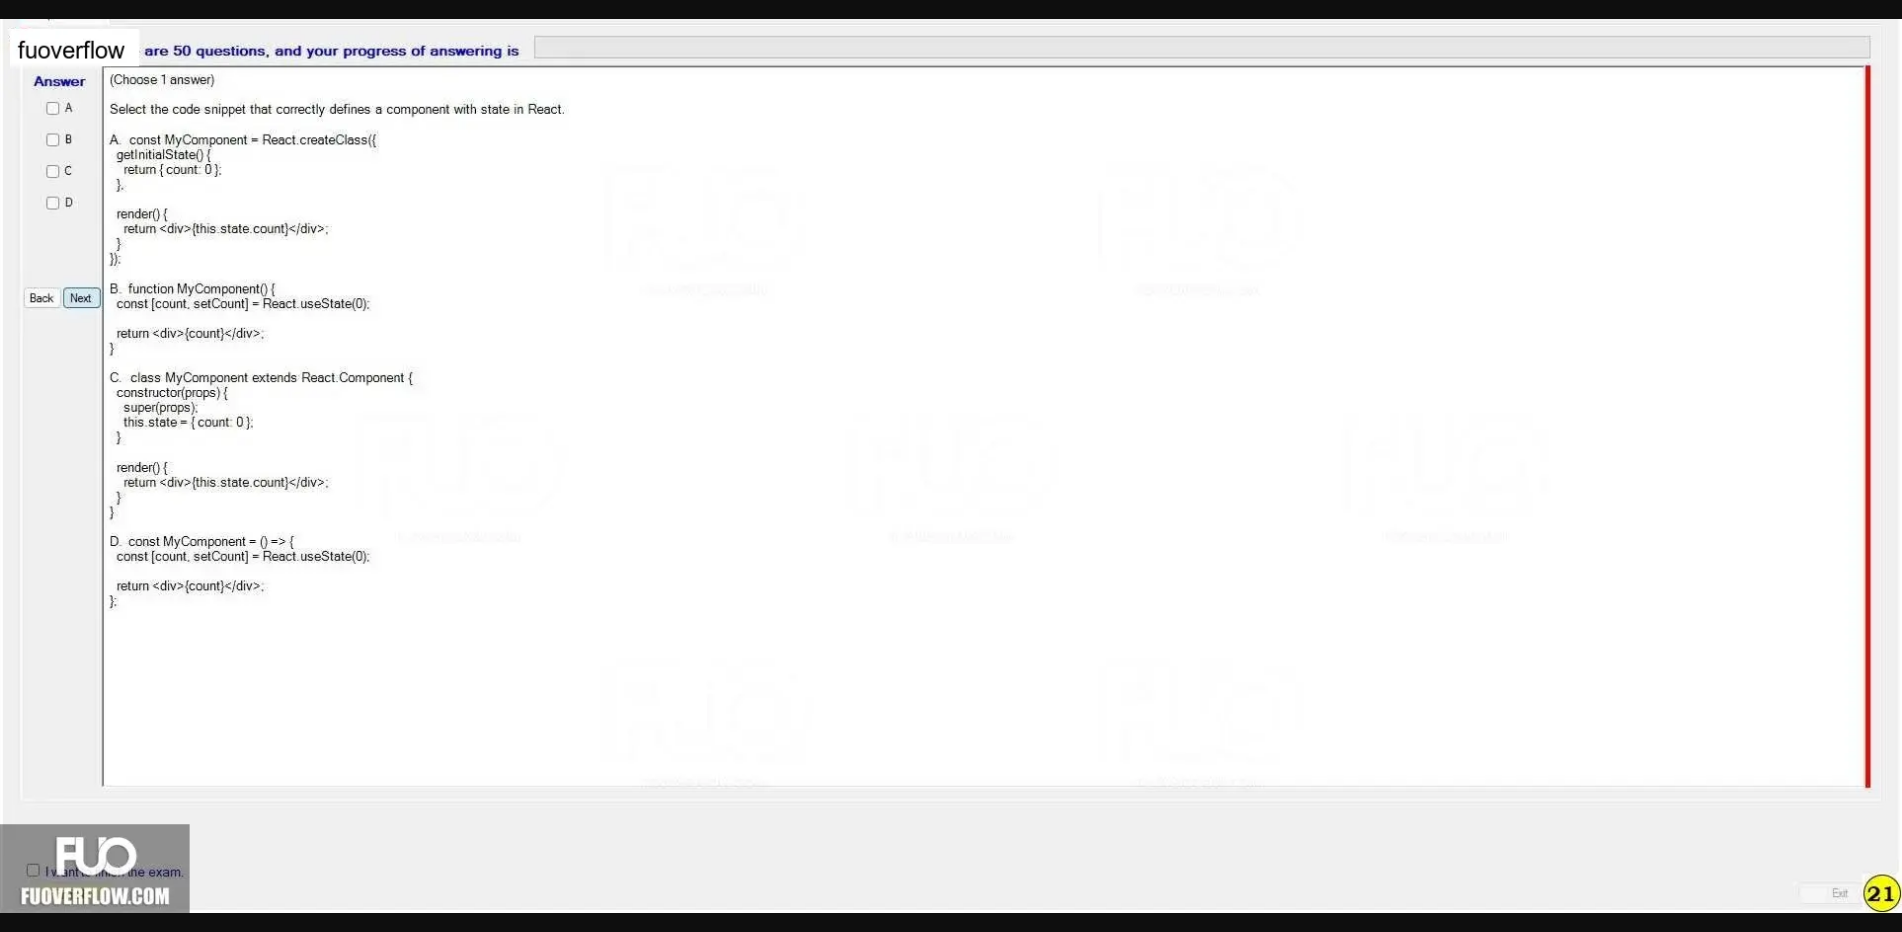 fuoverflow are 50 questions, and your progress of answering is
Answer
(Choose 1 answer)
A
Select the code snippet that correctly defines a component with state in React.
B
A. const MyComponent = React.createClass({
getInitialState() {
return { count: 0 };
},
C
D
render() {
return <div>{this.state.count}</div>;
}
});
B. function MyComponent() {
const [count, setCount] = React.useState(0);
Back Next
return <div>{count}</div>;
}
C. class MyComponent extends React.Component {
constructor(props) {
super(props);
this.state = { count: 0 };
}
render() {
return <div>{this.state.count}</div>;
}
}
D. const MyComponent = () => {
const [count, setCount] = React.useState(0);
return <div>{count}</div>;
};
FUO
I want the exam.
FUOVERFLOW.COM
Exit 21